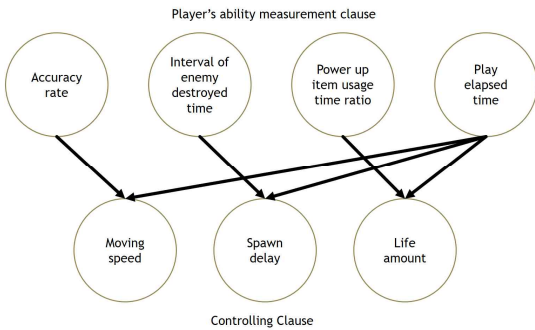 Player's ability measurement clause
Accuracy
rate
Interval of
enemy
destroyed
time
Power up
item usage
time ratio
Play
elapsed
time
Moving
speed
Spawn
delay
Life
amount
Controlling Clause